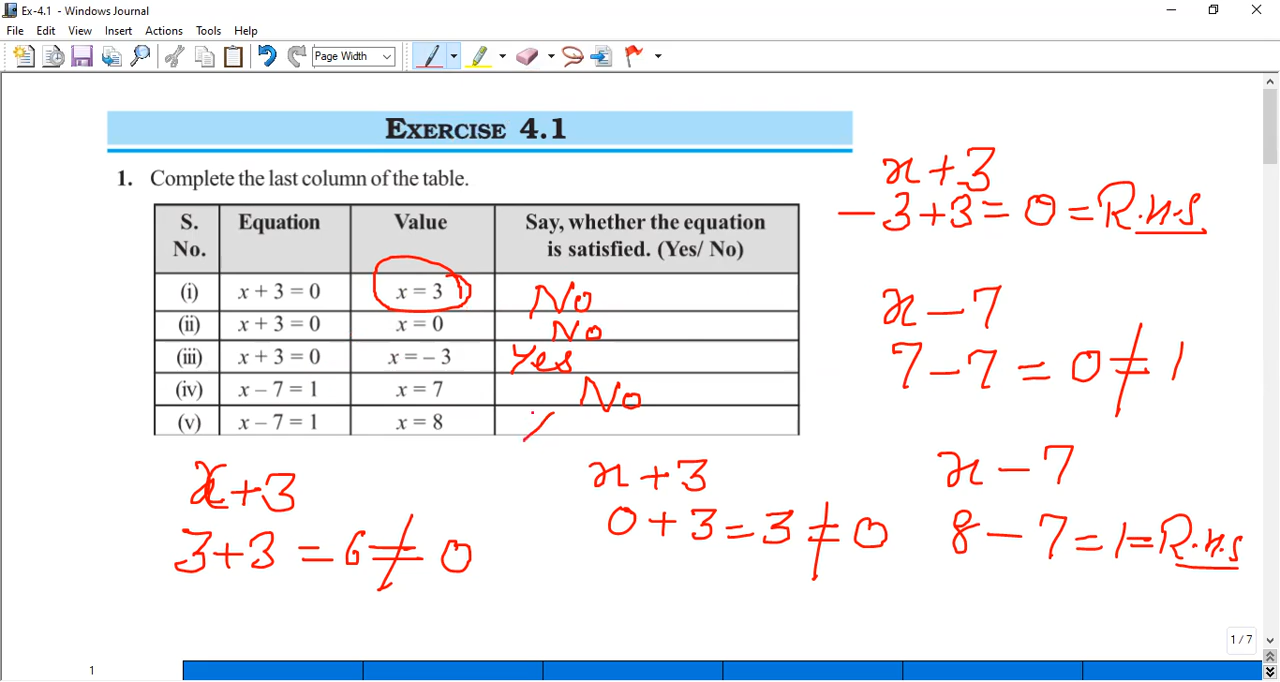 Ex-4.1 - Windows Journal
File Edit View Insert Actions Tools Help
Page Width
EXERCISE 4.1
1. Complete the last column of the table.
S. No. Equation Value Say, whether the equation is satisfied. (Yes/ No)
(i) x + 3 = 0 x = 3 No
(ii) x + 3 = 0 x = 0 No
(iii) x + 3 = 0 x = – 3 Yes
(iv) x – 7 = 1 x = 7 No
(v) x – 7 = 1 x = 8
x + 3
- 3 + 3 = 0 = R.H.S
x - 7
7 - 7 = 0 ≠ 1
x + 3
3 + 3 = 6 ≠ 0
x + 3
0 + 3 = 3 ≠ 0
x - 7
8 - 7 = 1 = R.H.S
1 / 7
1